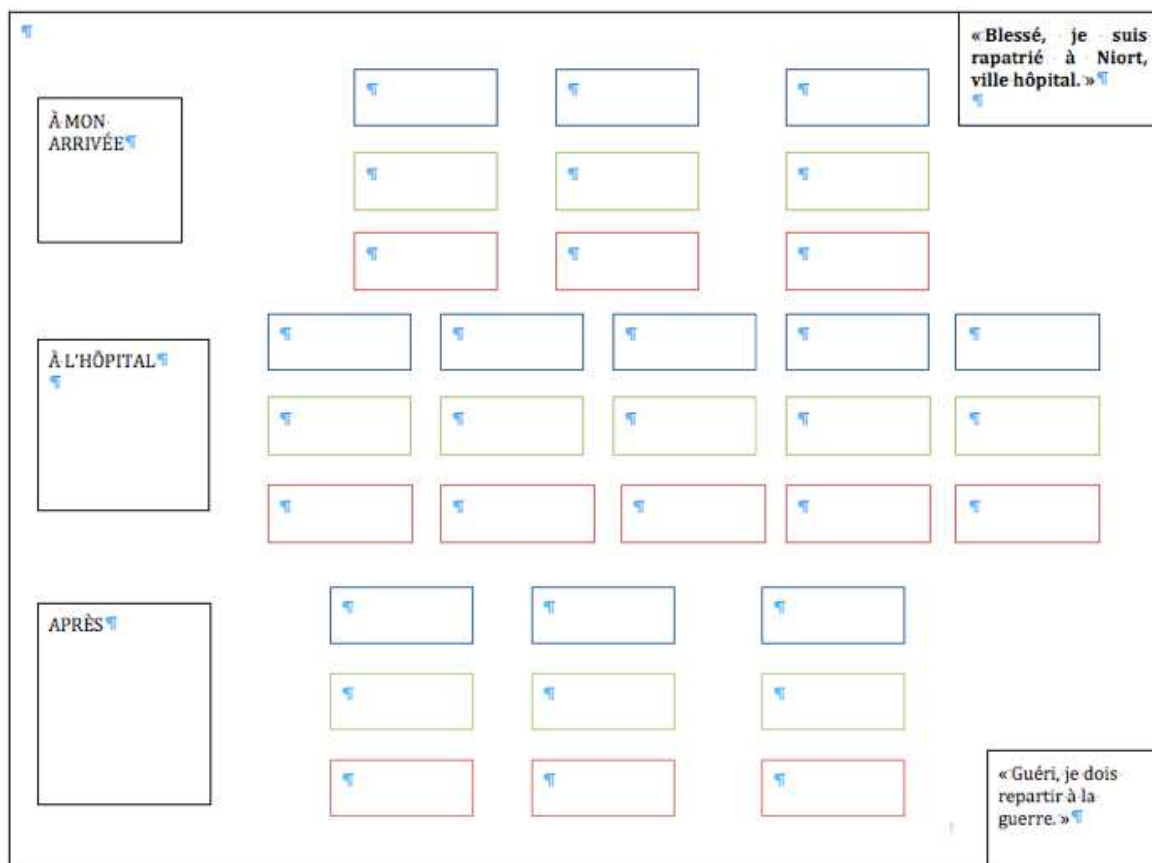 « Blessé, je suis
rapatrié à Niort,
ville hôpital. »
À MON
ARRIVÉE
À L'HÔPITAL
APRÈS
« Guéri, je dois
repartir à la
guerre. »